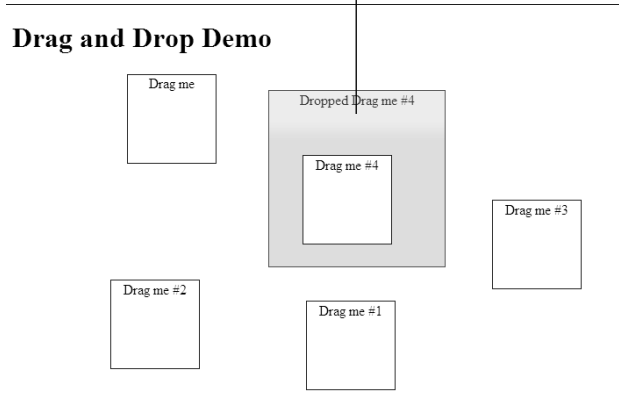 Drag and Drop Demo
Drag me
Dropped Drag me #4
Drag me #4
Drag me #3
Drag me #2
Drag me #1